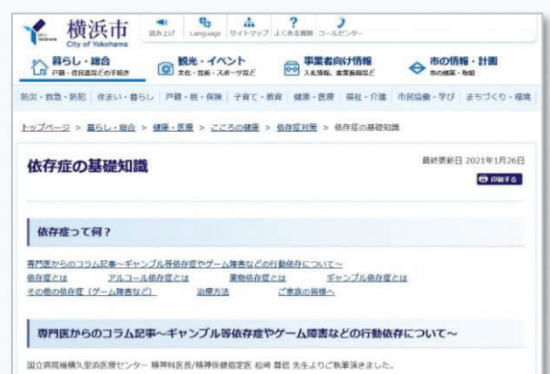 横浜市
City of Yokohama
読み上げ Language サイトマップ よくある質問 コールセンター
暮らし・総合
戸籍・住民票などの手続き
観光・イベント
文化・芸術・スポーツなど
事業者向け情報
入札情報、産業振興など
市の情報・計画
市の概要・取組
防災・救急・防犯 住まい・暮らし 戸籍・税・保険 子育て・教育 健康・医療 福祉・介護 市民協働・学び まちづくり・環境
トップページ > 暮らし・総合 > 健康・医療 > こころの健康 > 依存症対策 > 依存症の基礎知識
依存症の基礎知識
最終更新日 2021年1月26日
印刷する
依存症って何？
専門医からのコラム記事～ギャンブル等依存症やゲーム障害などの行動依存について～
依存症とは アルコール依存症とは 薬物依存症とは ギャンブル依存症とは
その他の依存症（ゲーム障害など） 治療方法 ご家族の皆様へ
専門医からのコラム記事～ギャンブル等依存症やゲーム障害などの行動依存について～
国立病院機構久里浜医療センター 精神科医長/精神保健指定医 松﨑 尊信 先生よりご執筆頂きました。